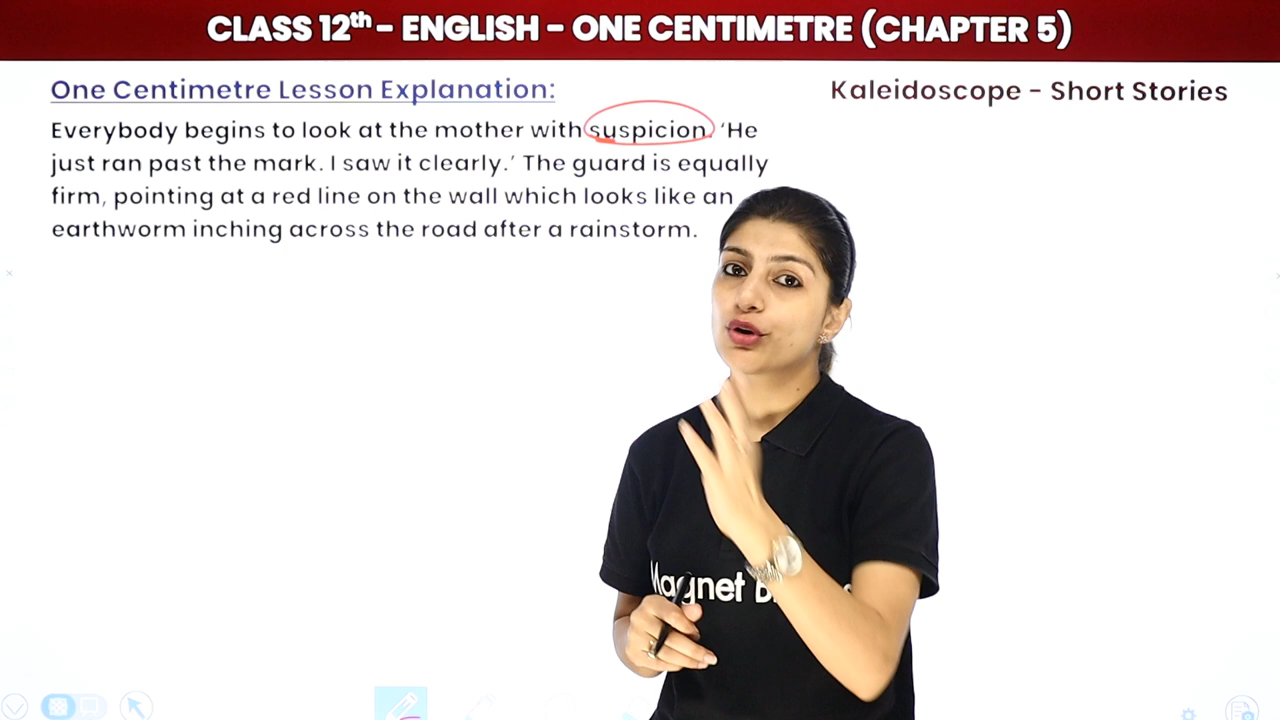 CLASS 12th - ENGLISH - ONE CENTIMETRE (CHAPTER 5)
One Centimetre Lesson Explanation:
Kaleidoscope - Short Stories
Everybody begins to look at the mother with suspicion. ‘He
just ran past the mark. I saw it clearly.’ The guard is equally
firm, pointing at a red line on the wall which looks like an
earthworm inching across the road after a rainstorm.
Magnet